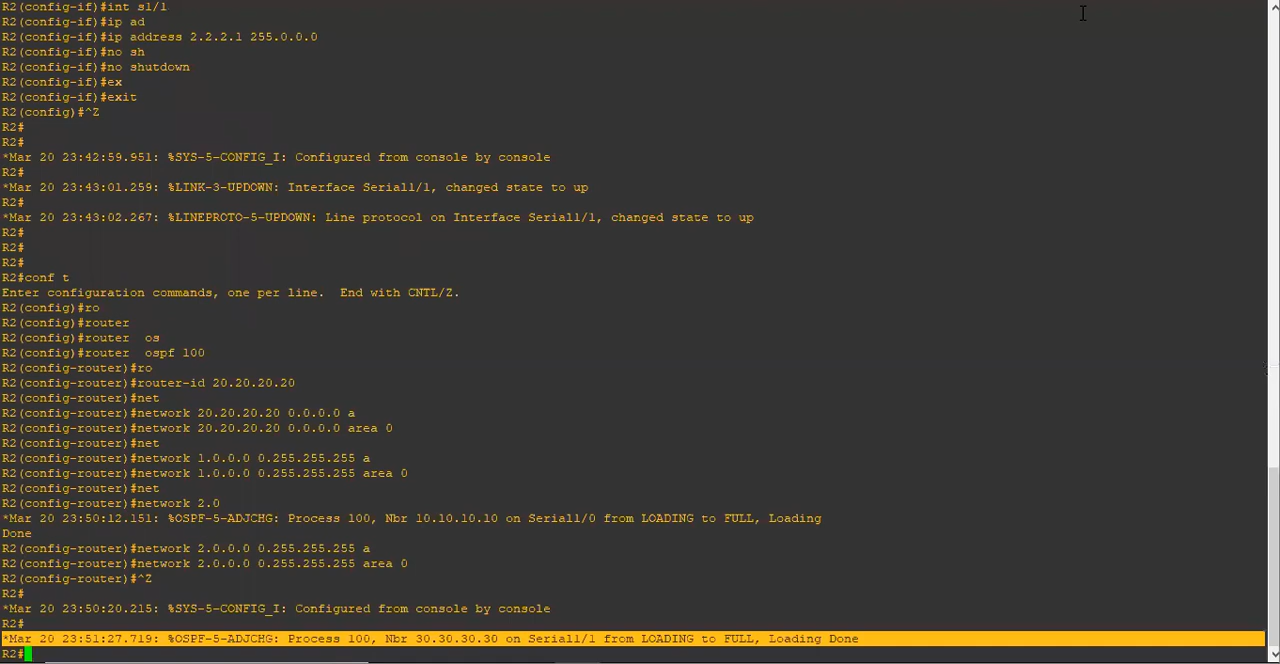 R2(config-if)#int s1/1
R2(config-if)#ip ad
R2(config-if)#ip address 2.2.2.1 255.0.0.0
R2(config-if)#no sh
R2(config-if)#no shutdown
R2(config-if)#ex
R2(config-if)#exit
R2(config)#^Z
R2#
R2#
*Mar 20 23:42:59.951: %SYS-5-CONFIG_I: Configured from console by console
R2#
*Mar 20 23:43:01.259: %LINK-3-UPDOWN: Interface Serial1/1, changed state to up
R2#
*Mar 20 23:43:02.267: %LINEPROTO-5-UPDOWN: Line protocol on Interface Serial1/1, changed state to up
R2#
R2#
R2#
R2#conf t
Enter configuration commands, one per line.  End with CNTL/Z.
R2(config)#ro
R2(config)#router
R2(config)#router  os
R2(config)#router  ospf 100
R2(config-router)#ro
R2(config-router)#router-id 20.20.20.20
R2(config-router)#net
R2(config-router)#network 20.20.20.20 0.0.0.0 a
R2(config-router)#network 20.20.20.20 0.0.0.0 area 0
R2(config-router)#net
R2(config-router)#network 1.0.0.0 0.255.255.255 a
R2(config-router)#network 1.0.0.0 0.255.255.255 area 0
R2(config-router)#net
R2(config-router)#network 2.0
*Mar 20 23:50:12.151: %OSPF-5-ADJCHG: Process 100, Nbr 10.10.10.10 on Serial1/0 from LOADING to FULL, Loading
Done
R2(config-router)#network 2.0.0.0 0.255.255.255 a
R2(config-router)#network 2.0.0.0 0.255.255.255 area 0
R2(config-router)#^Z
R2#
*Mar 20 23:50:20.215: %SYS-5-CONFIG_I: Configured from console by console
R2#
*Mar 20 23:51:27.719: %OSPF-5-ADJCHG: Process 100, Nbr 30.30.30.30 on Serial1/1 from LOADING to FULL, Loading Done
R2#